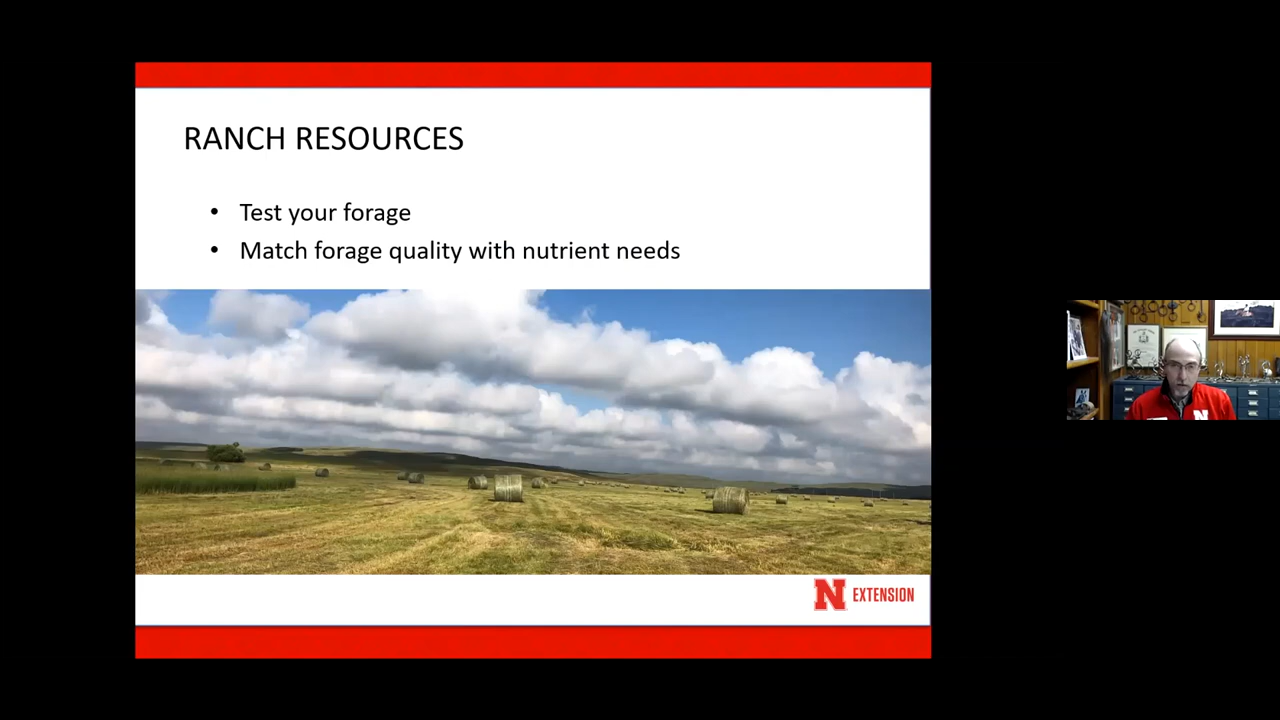 RANCH RESOURCES
• Test your forage
• Match forage quality with nutrient needs
N EXTENSION
N